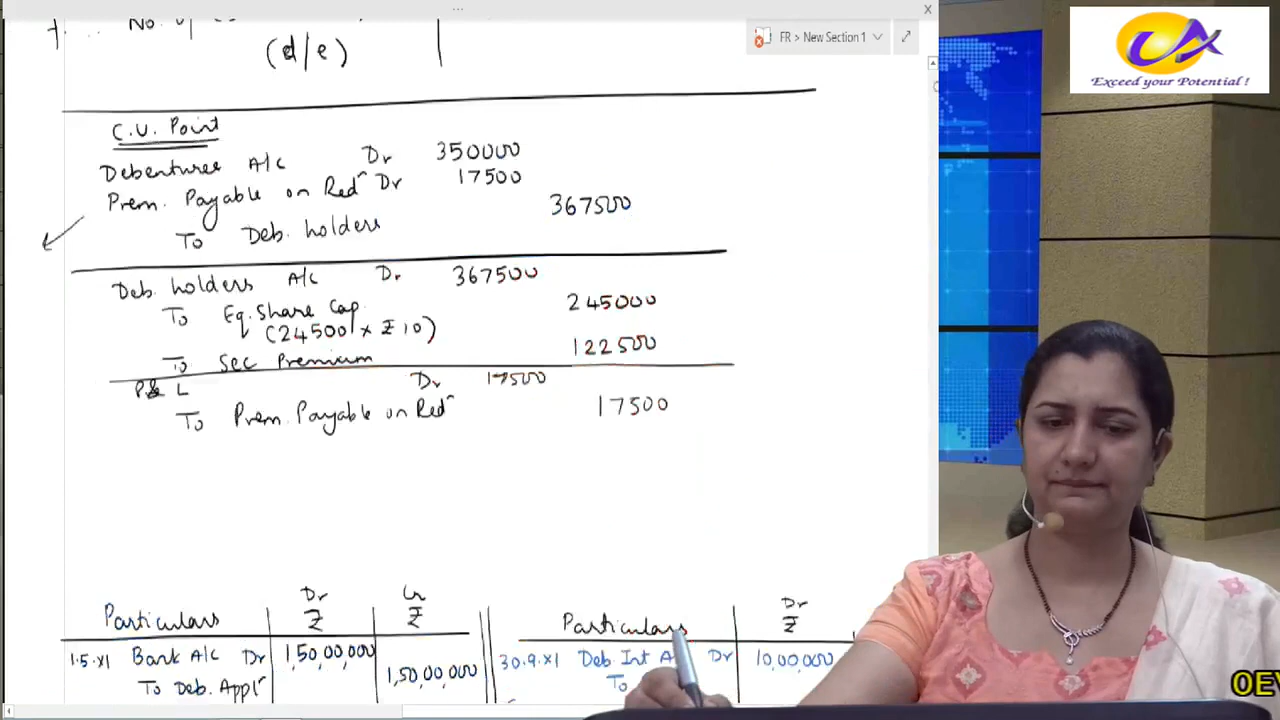 ...
x
FR > New Section 1
UX
Exceed your Potential !
No. of
(d/e)
C.V. Point
Debentures A/c Dr 350000
Prem. Payable on Redⁿ Dr 17500
To Deb. holders 367500
Deb. holders A/c Dr 367500
To Eq. Share Cap. 245000
(24500 x ₹10)
To Sec Premium 122500
P& L Dr 17500
To Prem. Payable on Redⁿ 17500
Particulars Dr ₹ Cr ₹
1.5.X1 Bank A/c Dr 1,50,00,000
To Deb. Applⁿ 1,50,00,000
Particulars Dr ₹
30.9.X1 Deb. Int A Dr 10,00,000
To